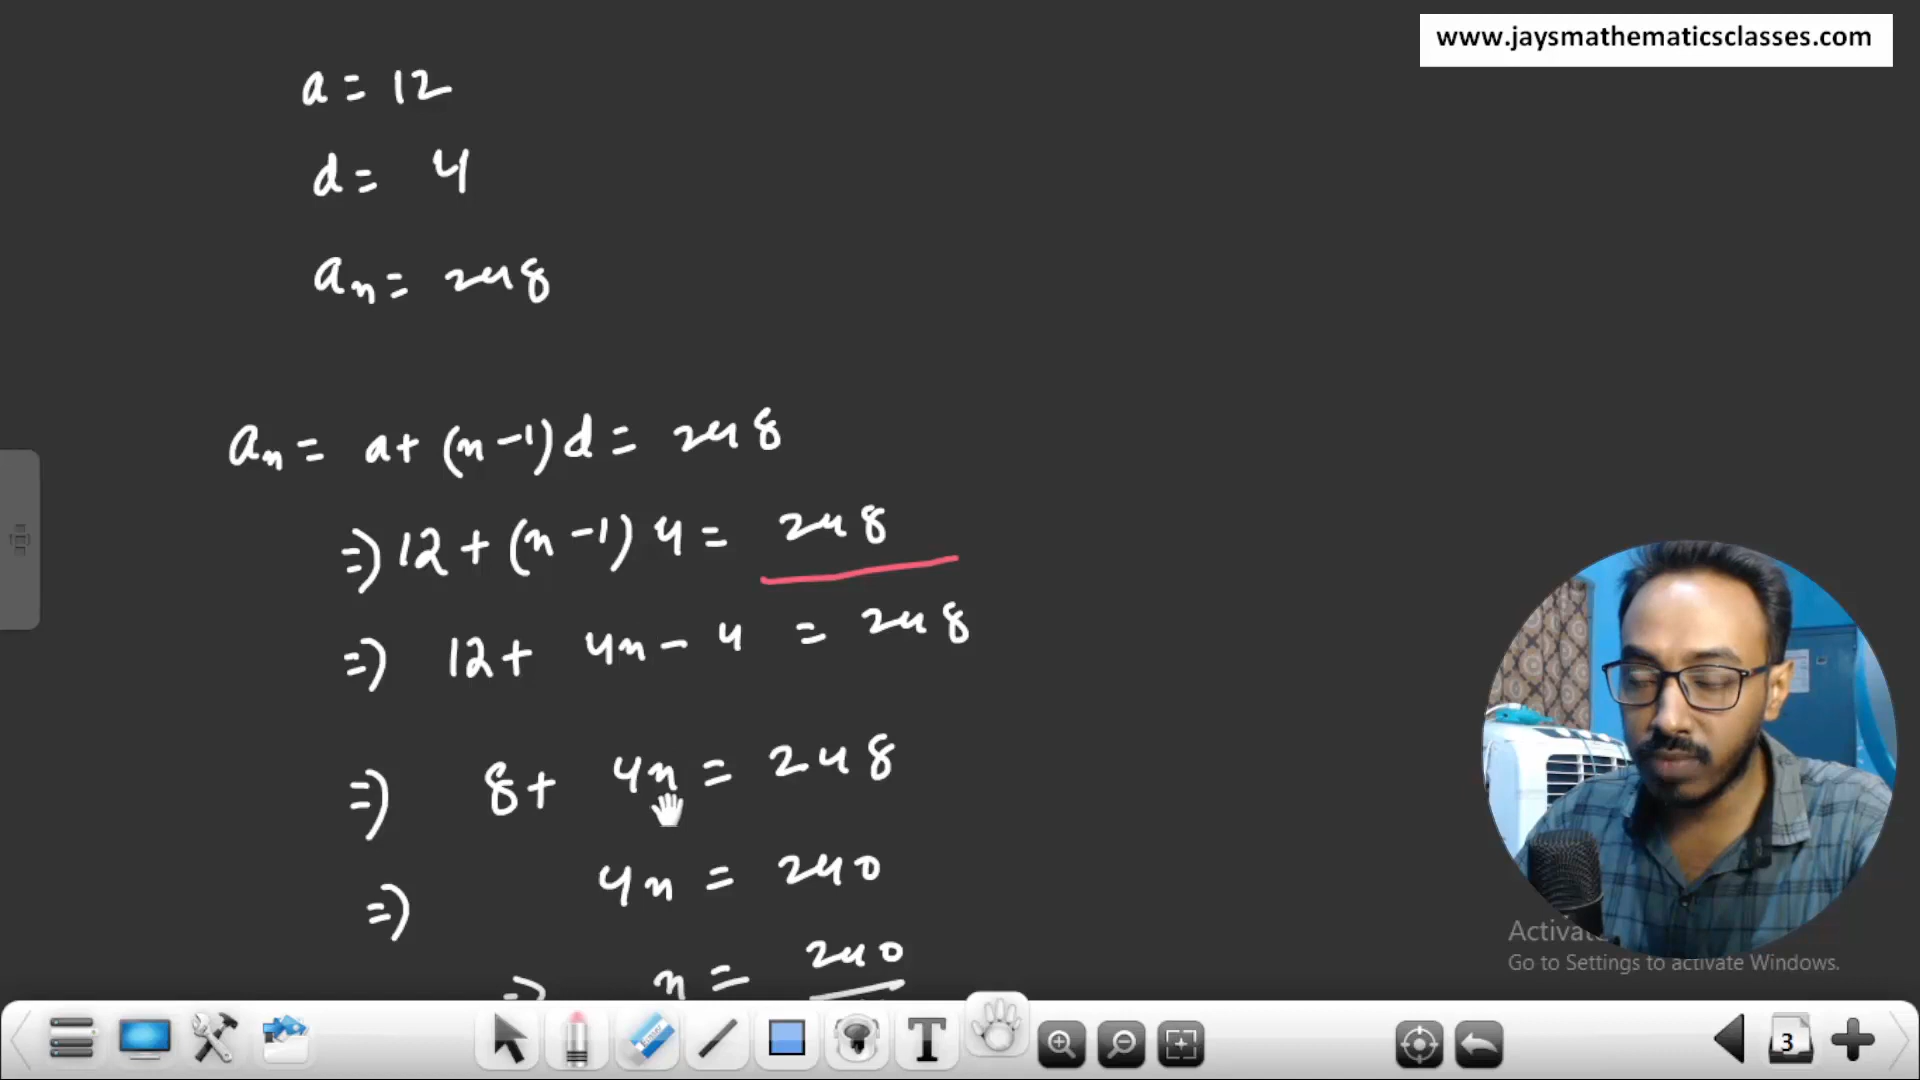 www.jaysmathematicsclasses.com
a = 12
d = 4
an = 248
an = a + (n-1)d = 248
=) 12 + (n-1) 4 = 248
=) 12 + 4n - 4 = 248
=) 8 + 4n = 248
=) 4n = 240
=) n = 240
Go to Settings to activate Windows.
T
3